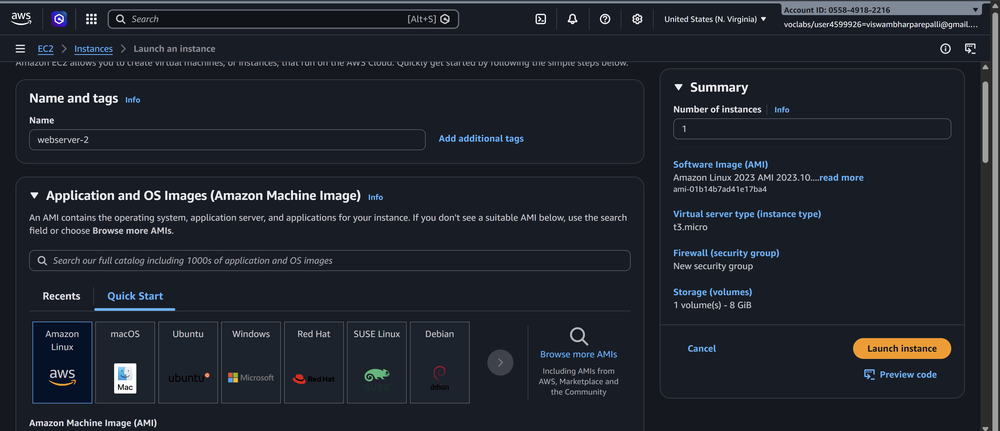 aws
Search
[Alt+S]
United States (N. Virginia)
Account ID: 0558-4918-2216
voclabs/user4599926=viswambharparepalli@gmail....
EC2
Instances
Launch an instance
Amazon EC2 allows you to create virtual machines, or instances, that run on the AWS Cloud. Quickly get started by following the simple steps below.
Name and tags Info
Name
webserver-2
Add additional tags
Application and OS Images (Amazon Machine Image) Info
An AMI contains the operating system, application server, and applications for your instance. If you don't see a suitable AMI below, use the search
field or choose Browse more AMIs.
Search our full catalog including 1000s of application and OS images
Recents
Quick Start
Amazon
Linux
aws
macOS
Mac
Ubuntu
ubuntu
Windows
Microsoft
Red Hat
Red Hat
SUSE Linux
SUSE
Debian
debian
Browse more AMIs
Including AMIs from
AWS, Marketplace and
the Community
Amazon Machine Image (AMI)
Summary
Number of instances Info
1
Software Image (AMI)
Amazon Linux 2023 AMI 2023.10....read more
ami-01b14b7ad41e17ba4
Virtual server type (instance type)
t3.micro
Firewall (security group)
New security group
Storage (volumes)
1 volume(s) - 8 GiB
Cancel
Launch instance
Preview code